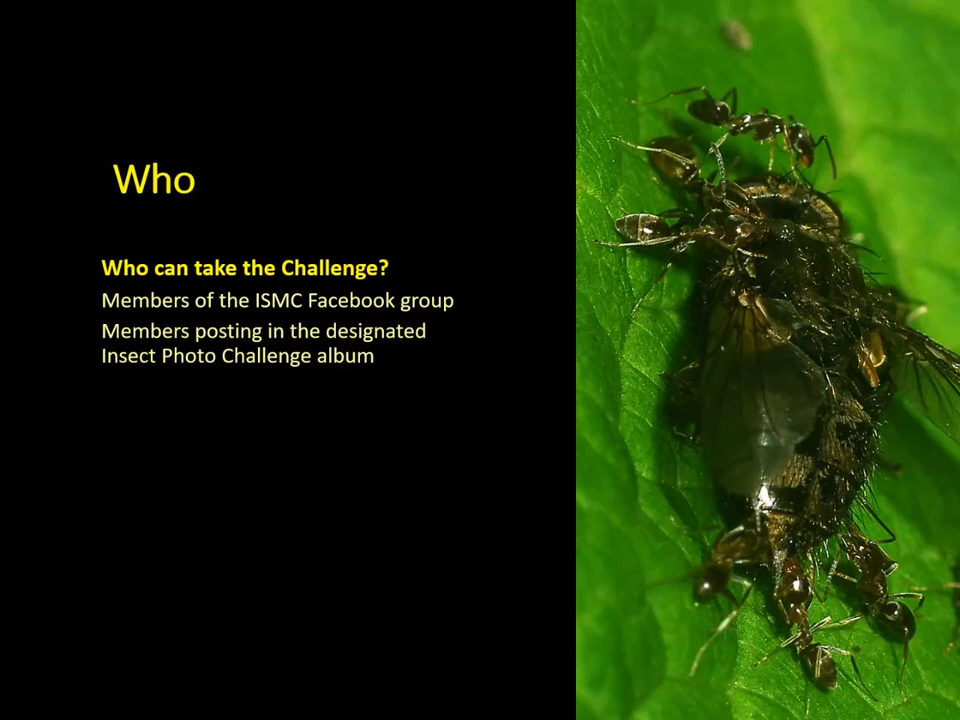 Who
Who can take the Challenge?
Members of the ISMC Facebook group
Members posting in the designated
Insect Photo Challenge album